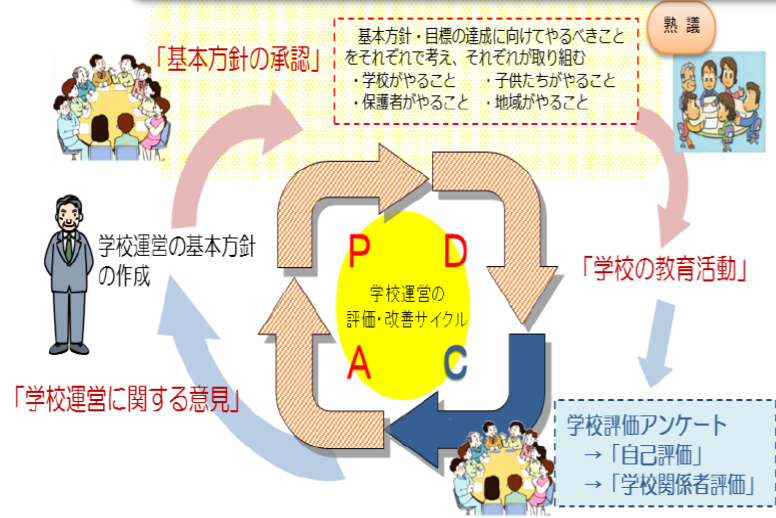 熟 議
「基本方針の承認」
基本方針・目標の達成に向けてやるべきこと
をそれぞれで考え、それぞれが取り組む
・学校がやること ・子供たちがやること
・保護者がやること ・地域がやること
学校運営の基本方針
の作成
P D
学校運営の
評価・改善サイクル
A C
「学校の教育活動」
「学校運営に関する意見」
学校評価アンケート
→「自己評価」
→「学校関係者評価」